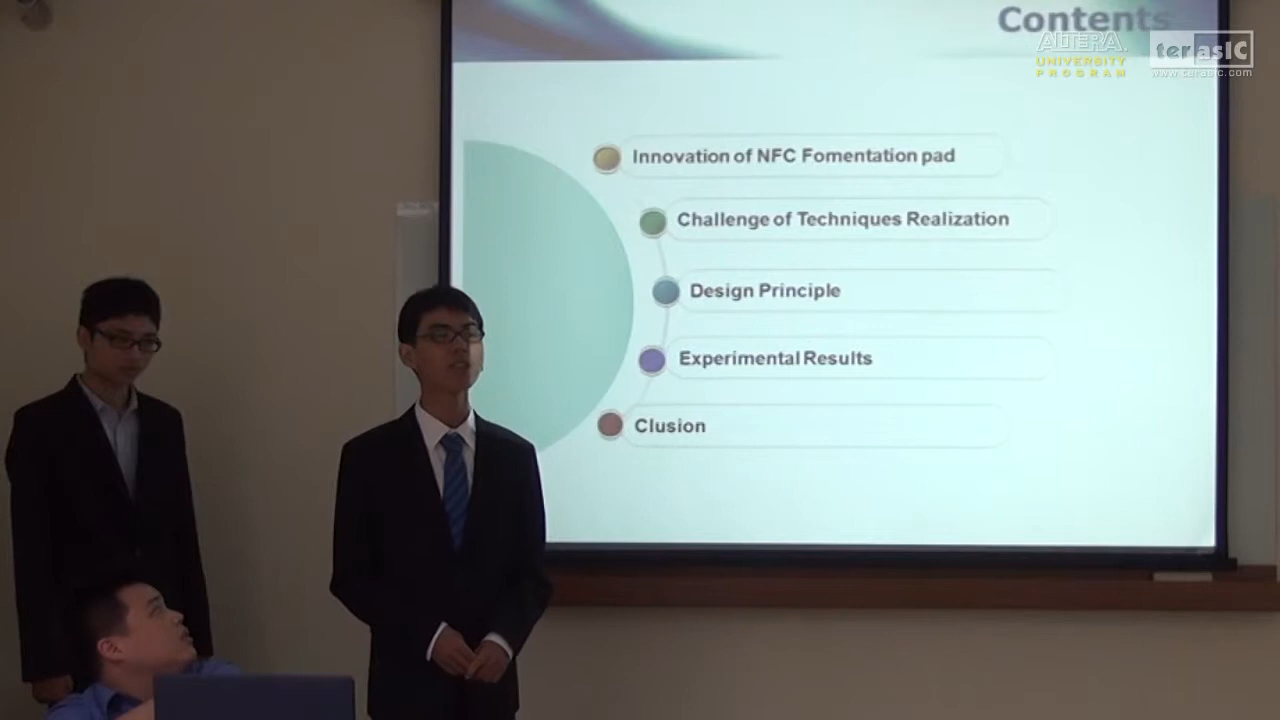 Contents
ALTERA.
UNIVERSITY
PROGRAM
terasIC
www.terasic.com
Innovation of NFC Fomentation pad
Challenge of Techniques Realization
Design Principle
Experimental Results
Clusion